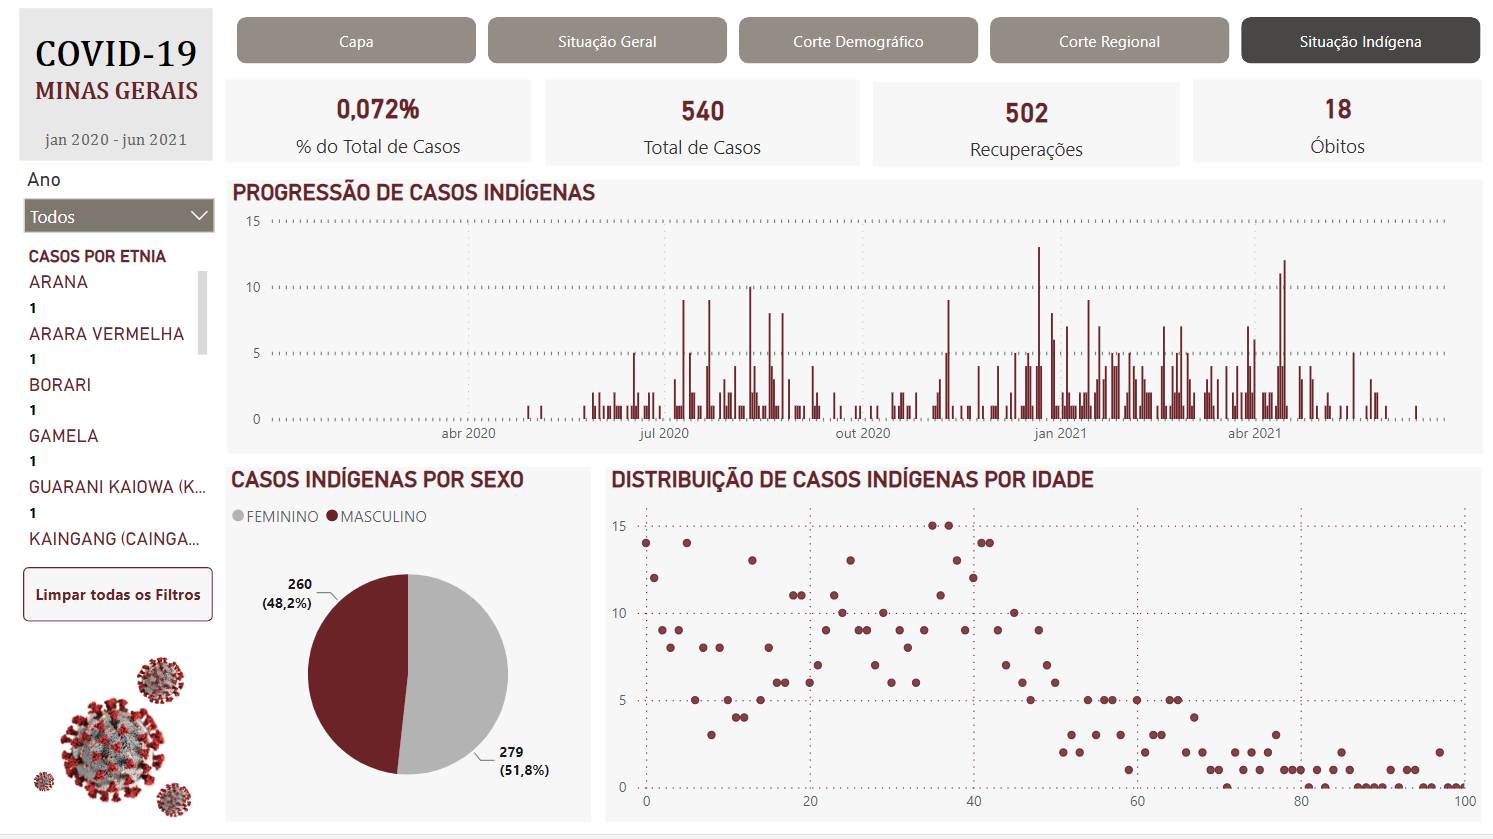 COVID-19
MINAS GERAIS
jan 2020 - jun 2021
Capa
Situação Geral
Corte Demográfico
Corte Regional
Situação Indígena
0,072%
% do Total de Casos
540
Total de Casos
502
Recuperações
18
Óbitos
Ano
Todos
CASOS POR ETNIA
ARANA
1
ARARA VERMELHA
1
BORARI
1
GAMELA
1
GUARANI KAIOWA (K...
1
KAINGANG (CAINGA...
Limpar todas os Filtros
PROGRESSÃO DE CASOS INDÍGENAS
15
10
5
0
abr 2020
jul 2020
out 2020
jan 2021
abr 2021
CASOS INDÍGENAS POR SEXO
FEMININO MASCULINO
260
(48,2%)
279
(51,8%)
DISTRIBUIÇÃO DE CASOS INDÍGENAS POR IDADE
15
10
5
0
0
20
40
60
80
100